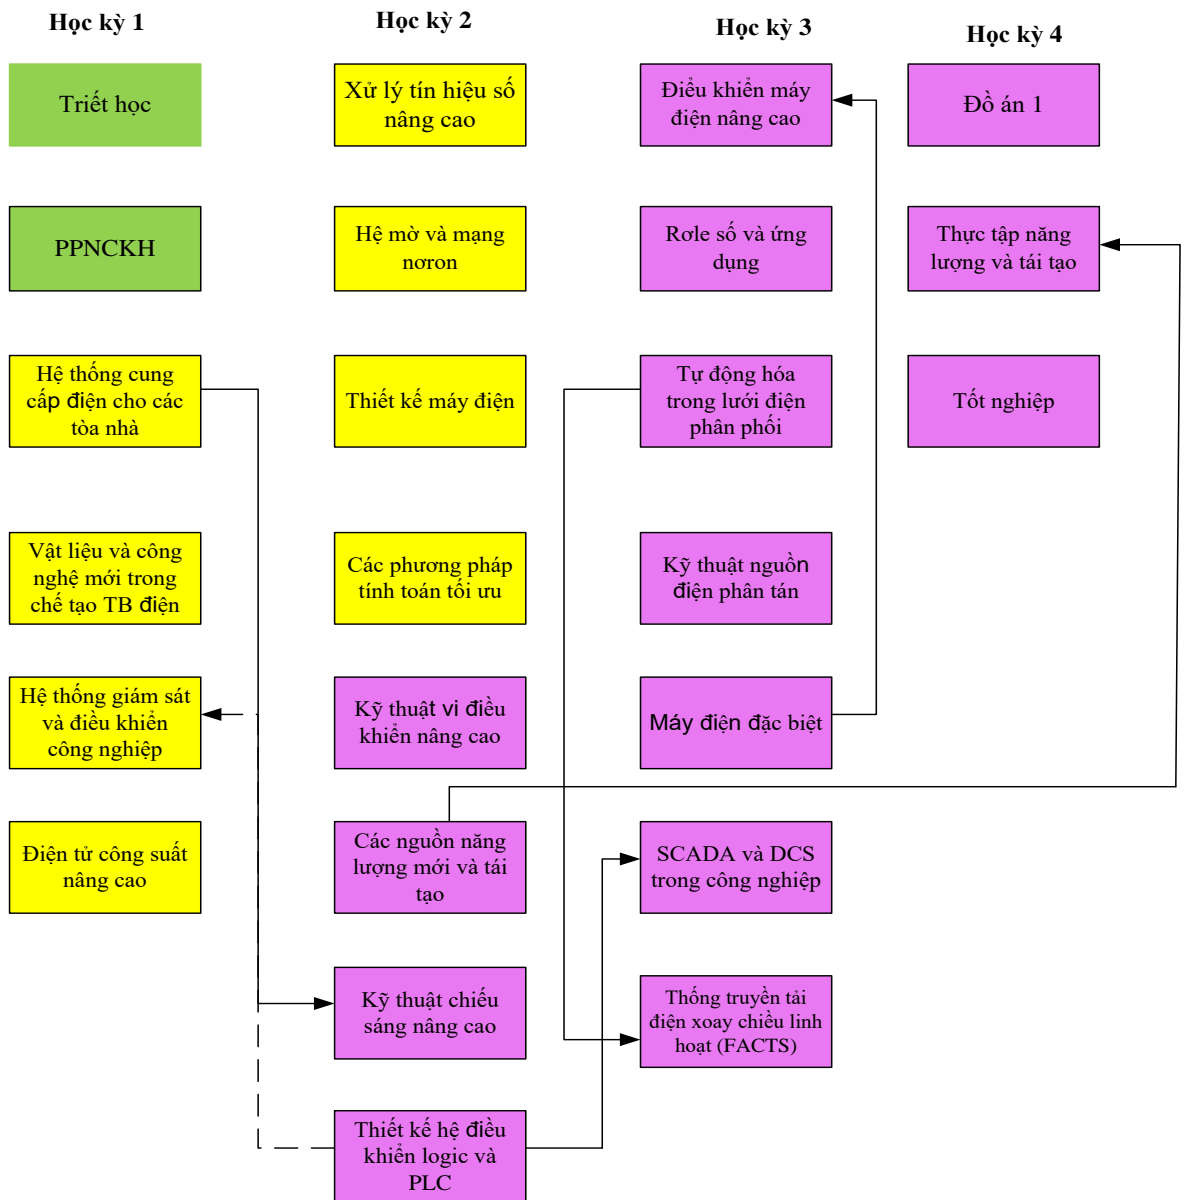 Học kỳ 1
Học kỳ 2
Học kỳ 3
Học kỳ 4
Triết học
Xử lý tín hiệu số
nâng cao
Điều khiển máy
điện nâng cao
Đồ án 1
PPNCKH
Hệ mờ và mạng
nơron
Rơle số và ứng
dụng
Thực tập năng
lượng và tái tạo
Hệ thống cung
cấp điện cho các
tòa nhà
Thiết kế máy điện
Tự động hóa
trong lưới điện
phân phối
Tốt nghiệp
Vật liệu và công
nghệ mới trong
chế tạo TB điện
Các phương pháp
tính toán tối ưu
Kỹ thuật nguồn
điện phân tán
Hệ thống giám sát
và điều khiển
công nghiệp
Kỹ thuật vi điều
khiển nâng cao
Máy điện đặc biệt
Điện tử công suất
nâng cao
Các nguồn năng
lượng mới và tái
tạo
SCADA và DCS
trong công nghiệp
Kỹ thuật chiếu
sáng nâng cao
Thống truyền tải
điện xoay chiều linh
hoạt (FACTS)
Thiết kế hệ điều
khiển logic và
PLC